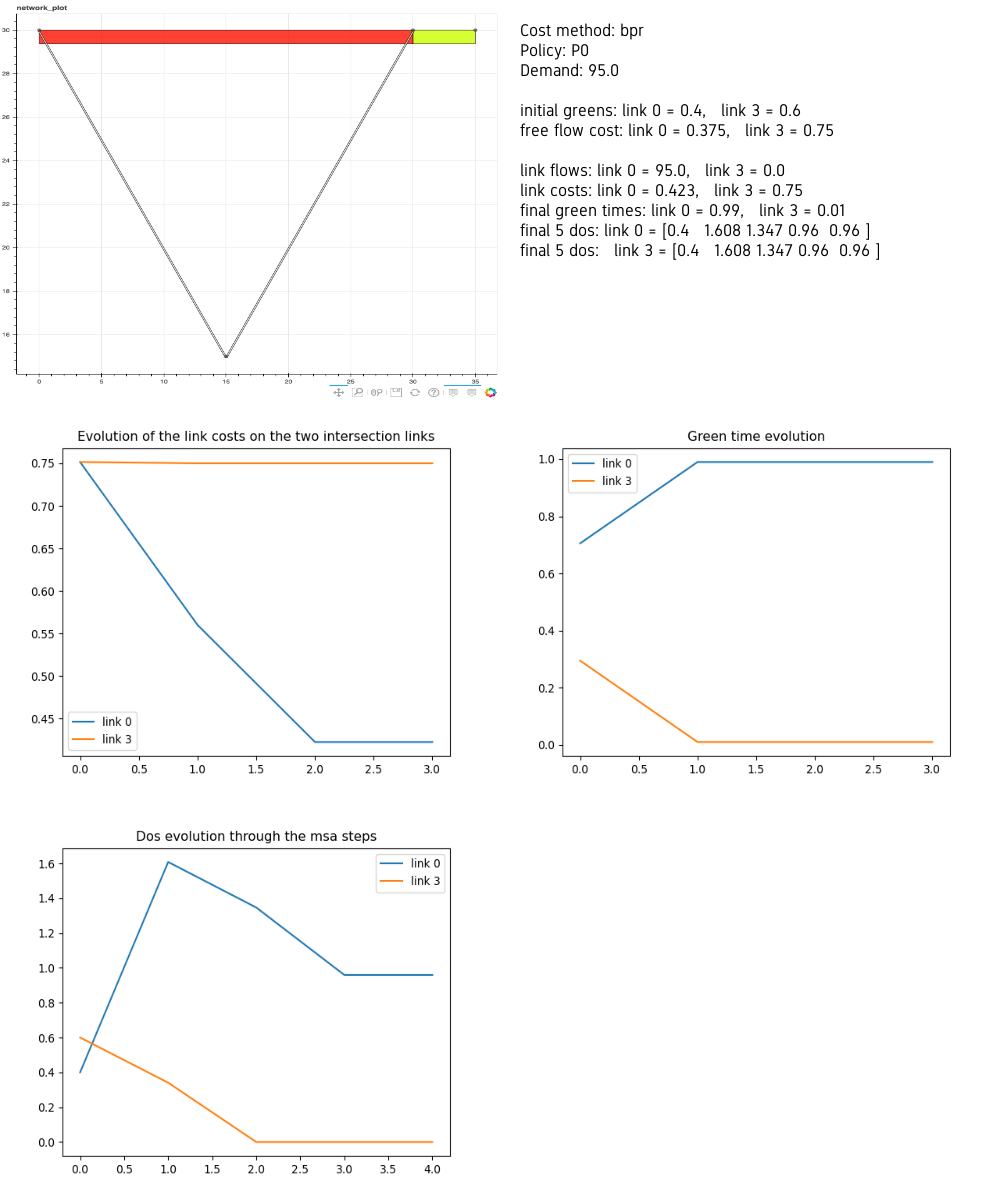 network_plot
30
28
26
24
22
20
18
16
0 5 10 15 20 25 30 35
Cost method: bpr
Policy: P0
Demand: 95.0
initial greens: link 0 = 0.4, link 3 = 0.6
free flow cost: link 0 = 0.375, link 3 = 0.75
link flows: link 0 = 95.0, link 3 = 0.0
link costs: link 0 = 0.423, link 3 = 0.75
final green times: link 0 = 0.99, link 3 = 0.01
final 5 dos: link 0 = [0.4 1.608 1.347 0.96 0.96 ]
final 5 dos: link 3 = [0.4 1.608 1.347 0.96 0.96 ]
Evolution of the link costs on the two intersection links
0.75
0.70
0.65
0.60
0.55
0.50
0.45
link 0
link 3
0.0 0.5 1.0 1.5 2.0 2.5 3.0
Green time evolution
link 0
link 3
1.0
0.8
0.6
0.4
0.2
0.0
0.0 0.5 1.0 1.5 2.0 2.5 3.0
Dos evolution through the msa steps
link 0
link 3
1.6
1.4
1.2
1.0
0.8
0.6
0.4
0.2
0.0
0.0 0.5 1.0 1.5 2.0 2.5 3.0 3.5 4.0